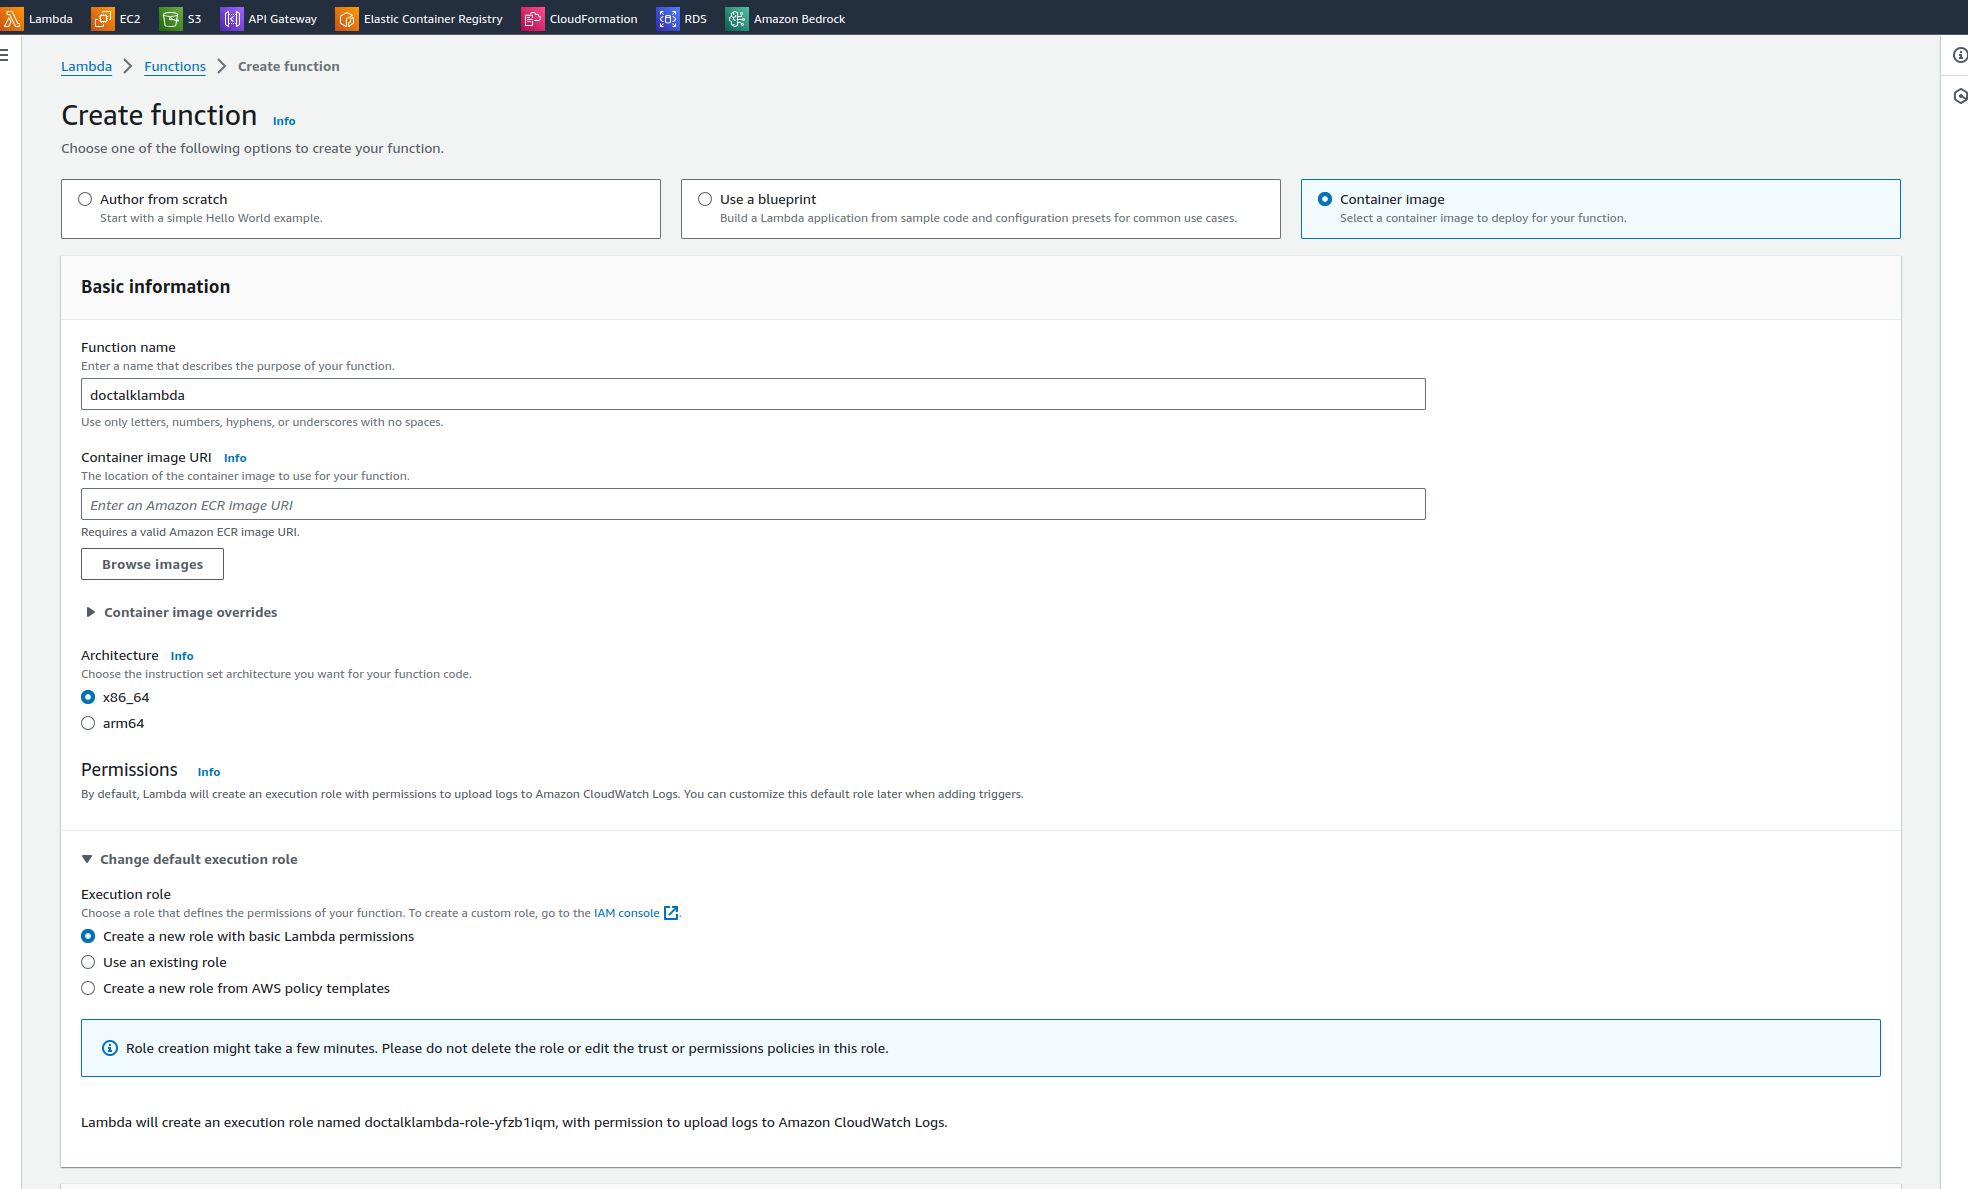 Lambda EC2 S3 API Gateway Elastic Container Registry CloudFormation RDS Amazon Bedrock
Lambda Functions Create function
Create function Info
Choose one of the following options to create your function.
Author from scratch
Start with a simple Hello World example.
Use a blueprint
Build a Lambda application from sample code and configuration presets for common use cases.
Container image
Select a container image to deploy for your function.
Basic information
Function name
Enter a name that describes the purpose of your function.
doctalklambda
Use only letters, numbers, hyphens, or underscores with no spaces.
Container image URI Info
The location of the container image to use for your function.
Enter an Amazon ECR image URI
Requires a valid Amazon ECR image URI.
Browse images
Container image overrides
Architecture Info
Choose the instruction set architecture you want for your function code.
x86_64
arm64
Permissions Info
By default, Lambda will create an execution role with permissions to upload logs to Amazon CloudWatch Logs. You can customize this default role later when adding triggers.
Change default execution role
Execution role
Choose a role that defines the permissions of your function. To create a custom role, go to the IAM console.
Create a new role with basic Lambda permissions
Use an existing role
Create a new role from AWS policy templates
Role creation might take a few minutes. Please do not delete the role or edit the trust or permissions policies in this role.
Lambda will create an execution role named doctalklambda-role-yfzb1iqm, with permission to upload logs to Amazon CloudWatch Logs.